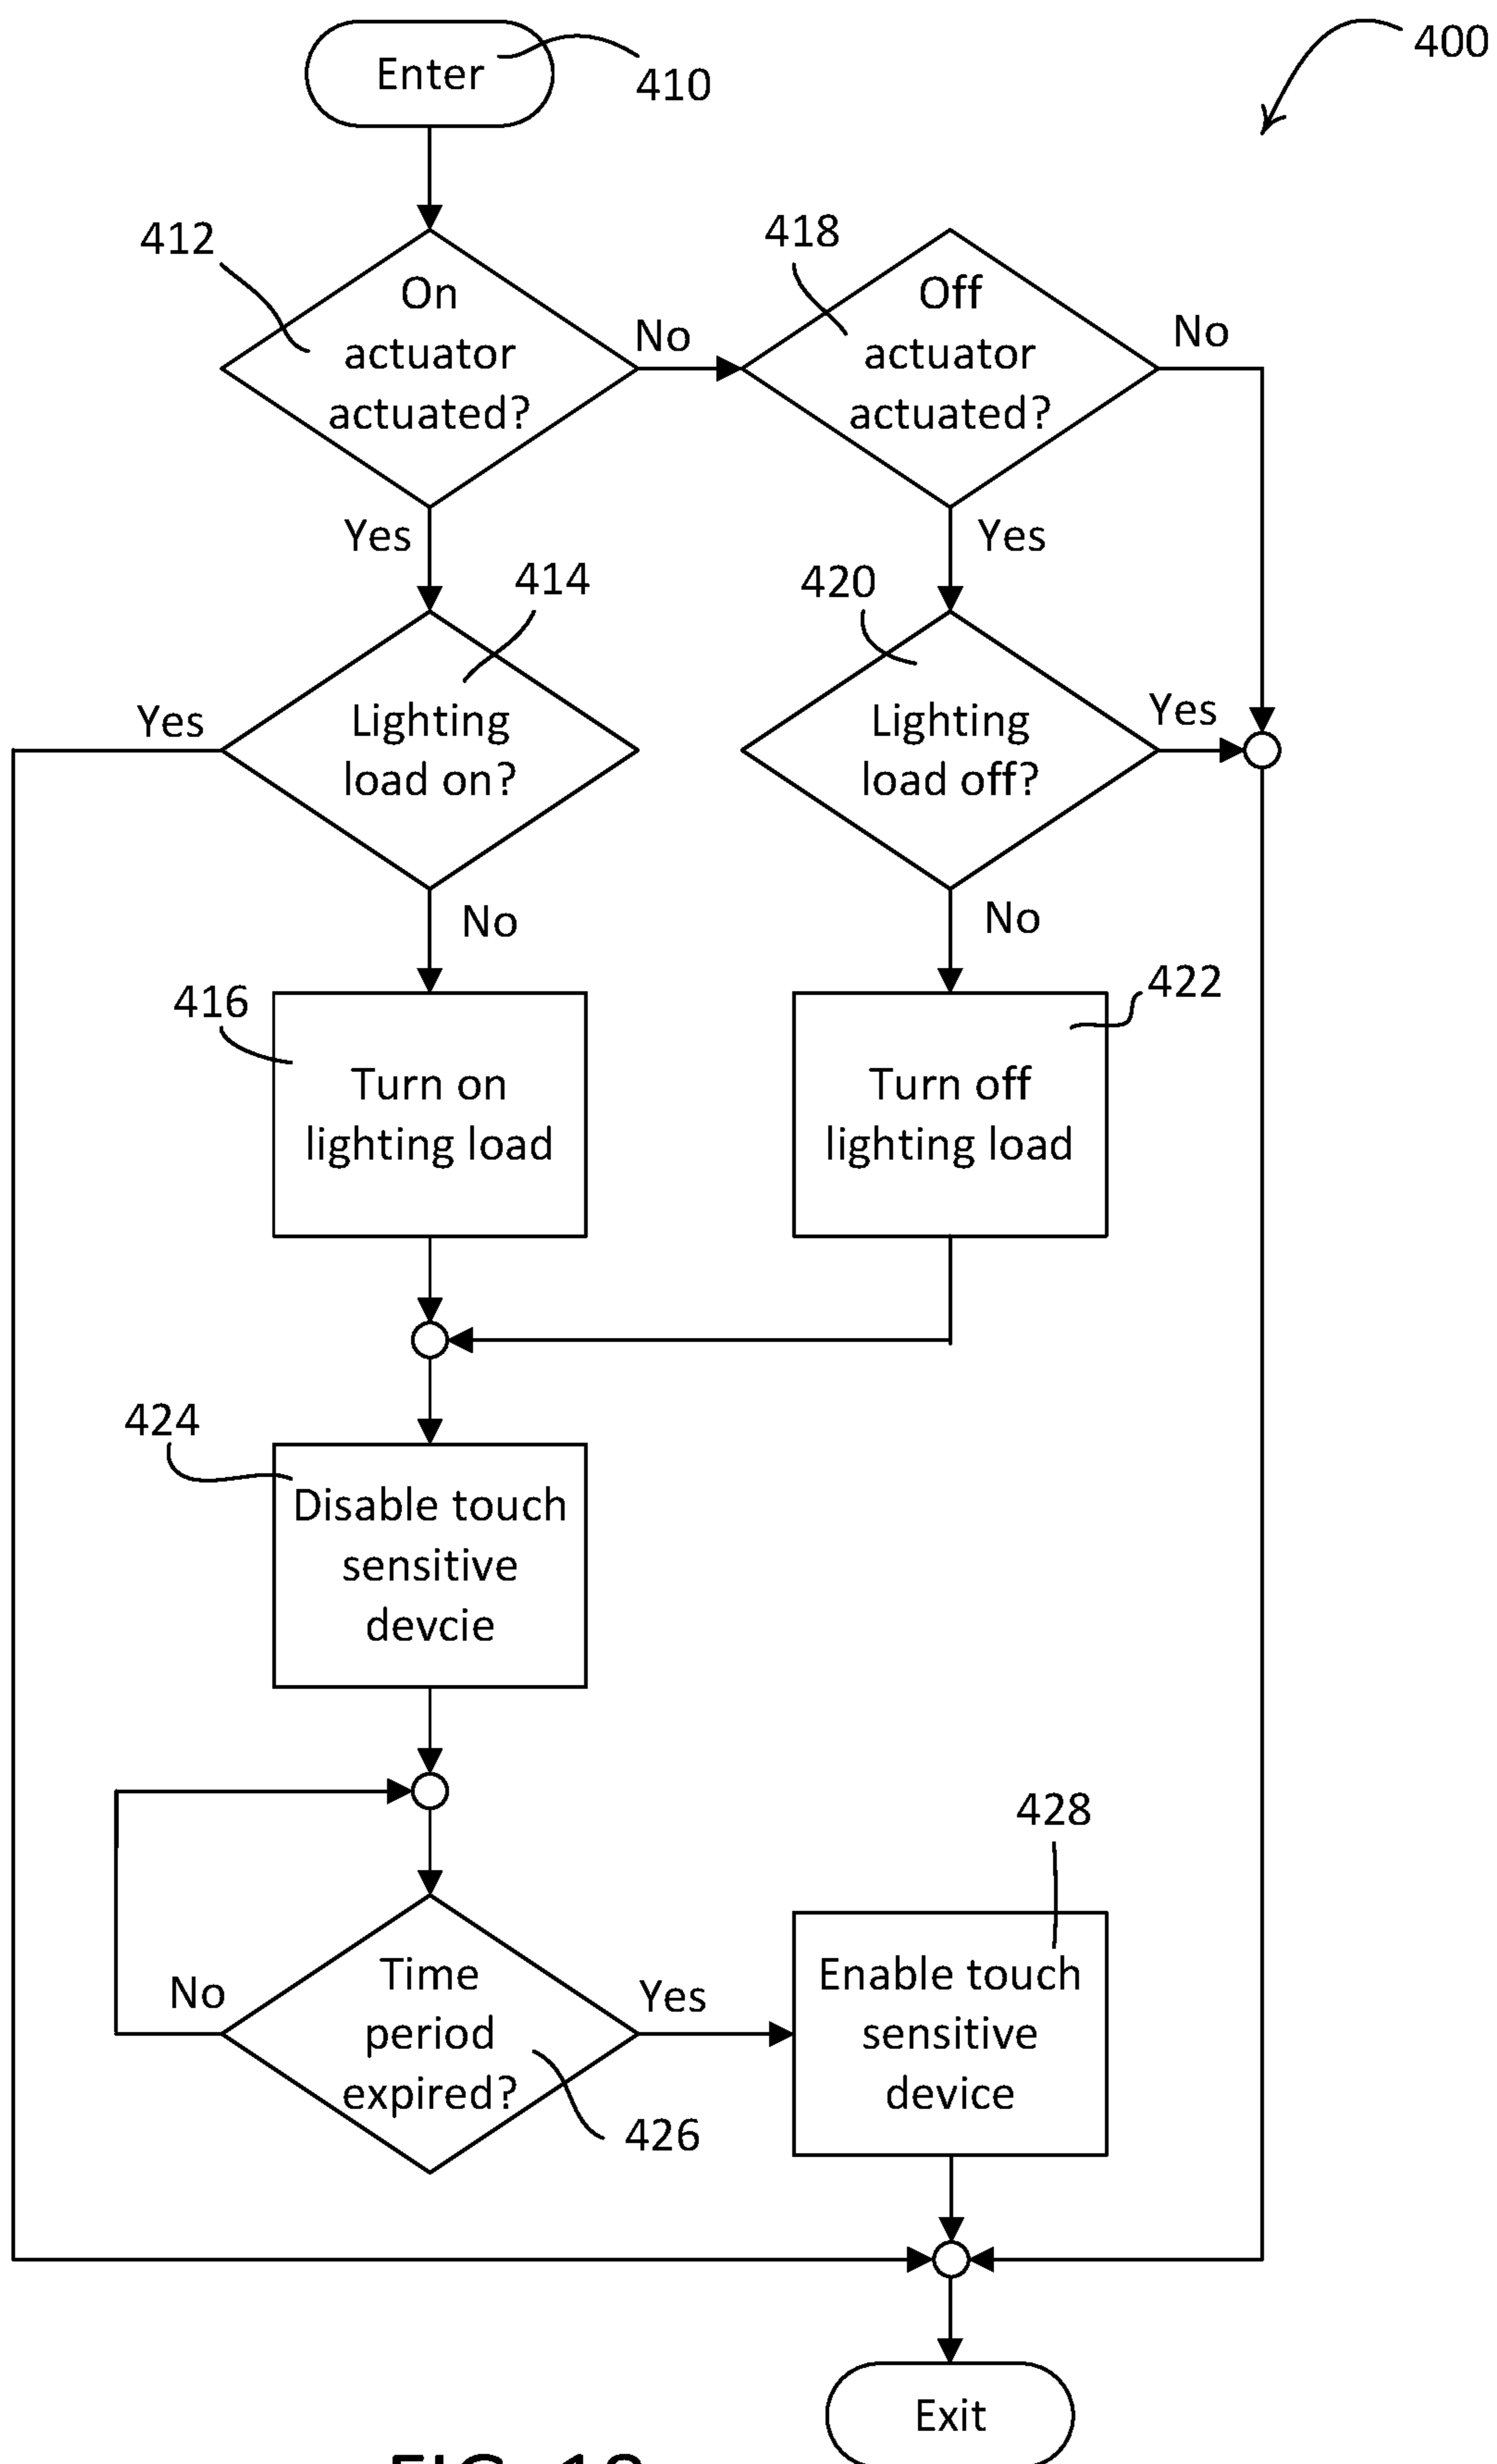 400
Enter
410
412
On
actuator
actuated?
No
418
Off
actuator
actuated?
No
Yes
Yes
414
420
Yes
Lighting
load on?
Lighting
load off?
Yes
No
No
416
Turn on
lighting load
422
Turn off
lighting load
424
Disable touch
sensitive
devcie
428
No
Time
period
expired?
Yes
426
Enable touch
sensitive
device
Exit